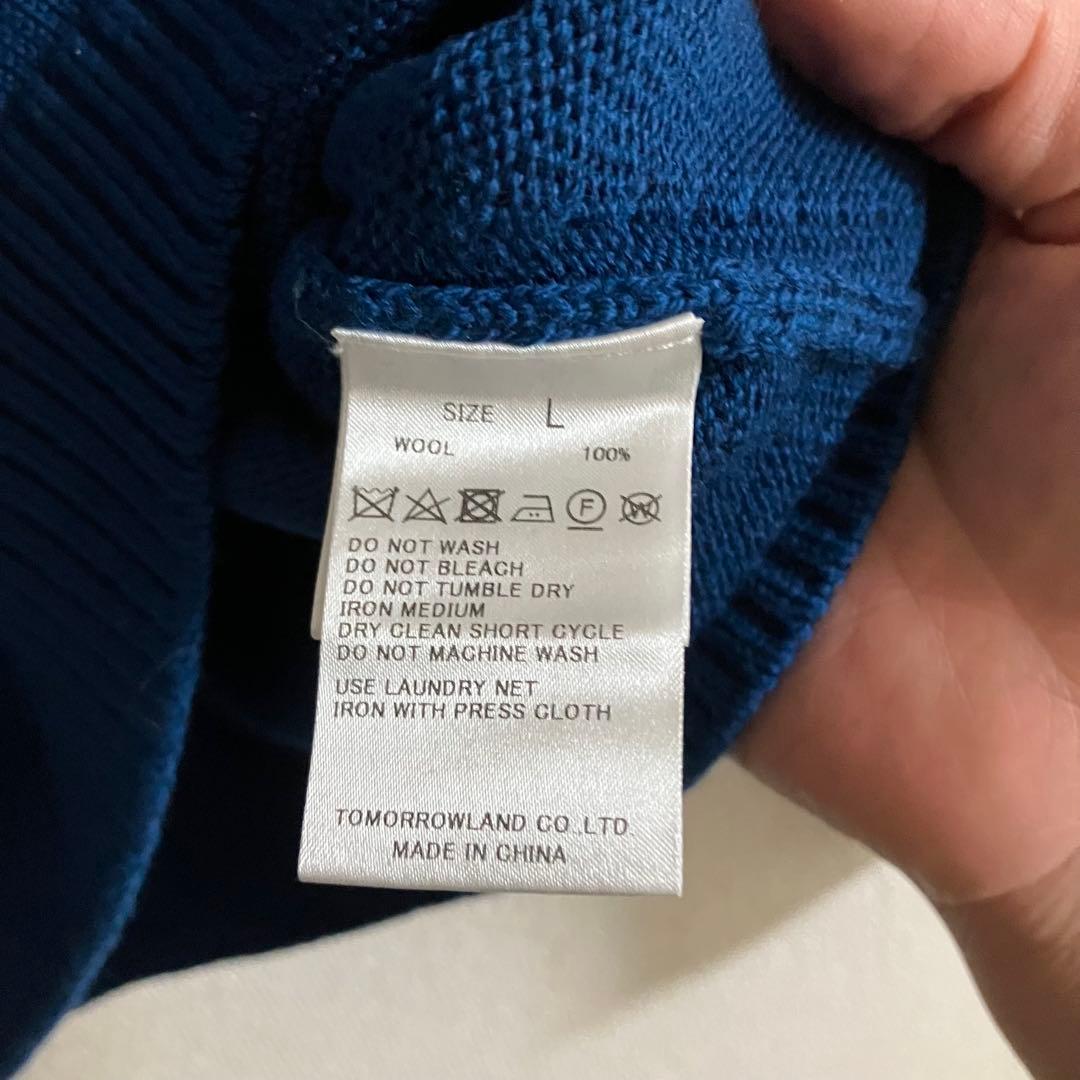 SIZE L
WOOL 100%
F W
DO NOT WASH
DO NOT BLEACH
DO NOT TUMBLE DRY
IRON MEDIUM
DRY CLEAN SHORT CYCLE
DO NOT MACHINE WASH
USE LAUNDRY NET
IRON WITH PRESS CLOTH
TOMORROWLAND CO.,LTD.
MADE IN CHINA